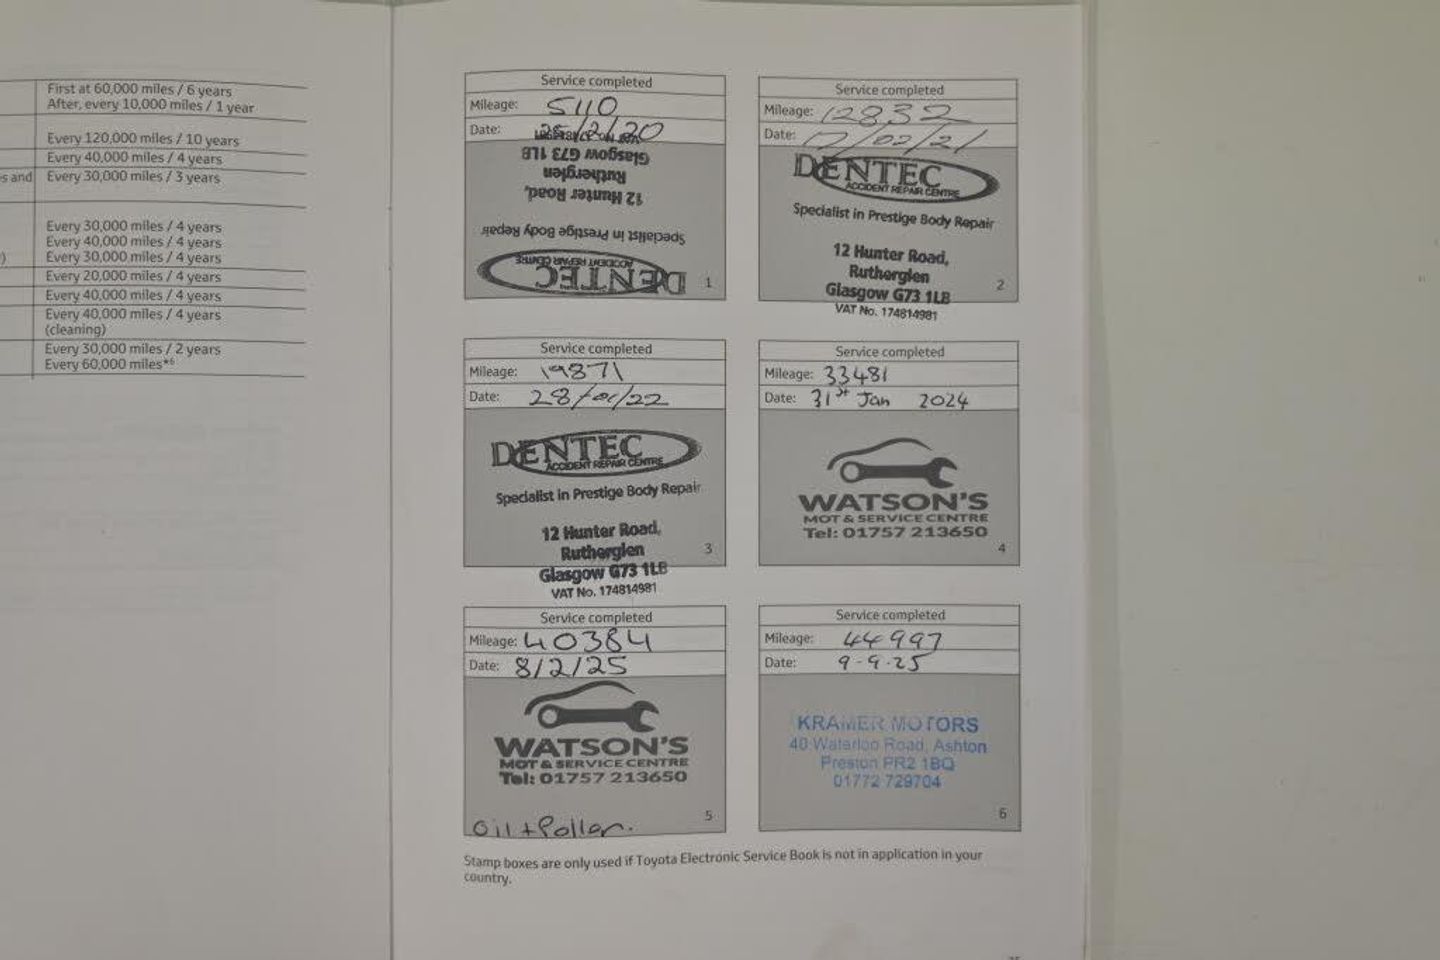 First at 60,000 miles / 6 years
After, every 10,000 miles / 1 year
Every 120,000 miles / 10 years
Every 40,000 miles / 4 years
s and Every 30,000 miles / 3 years
Every 30,000 miles / 4 years
Every 40,000 miles / 4 years
) Every 30,000 miles / 4 years
Every 20,000 miles / 4 years
Every 40,000 miles / 4 years
Every 40,000 miles / 4 years
(cleaning)
Every 30,000 miles / 2 years
Every 60,000 miles*6
Service completed
Mileage: 5110
Date: 25/2/20
DENTEC
ACCIDENT REPAIR CENTRE
Specialist in Prestige Body Repair
12 Hunter Road,
Rutherglen
Glasgow G73 1LB
1
Service completed
Mileage: 12832
Date: 17/02/21
DENTEC
ACCIDENT REPAIR CENTRE
Specialist in Prestige Body Repair
12 Hunter Road,
Rutherglen
Glasgow G73 1LB
VAT No. 174814981
2
Service completed
Mileage: 19871
Date: 28/01/22
DENTEC
ACCIDENT REPAIR CENTRE
Specialist in Prestige Body Repair
12 Hunter Road,
Rutherglen
Glasgow G73 1LB
VAT No. 174814981
3
Service completed
Mileage: 33481
Date: 31st Jan 2024
WATSON'S
MOT & SERVICE CENTRE
Tel: 01757 213650
4
Service completed
Mileage: 40384
Date: 8/2/25
WATSON'S
MOT & SERVICE CENTRE
Tel: 01757 213650
Oil + Pollen.
5
Service completed
Mileage: 44997
Date: 9-9-25
KRAMER MOTORS
40 Waterloo Road, Ashton
Preston PR2 1BQ
01772 729704
6
Stamp boxes are only used if Toyota Electronic Service Book is not in application in your
country.